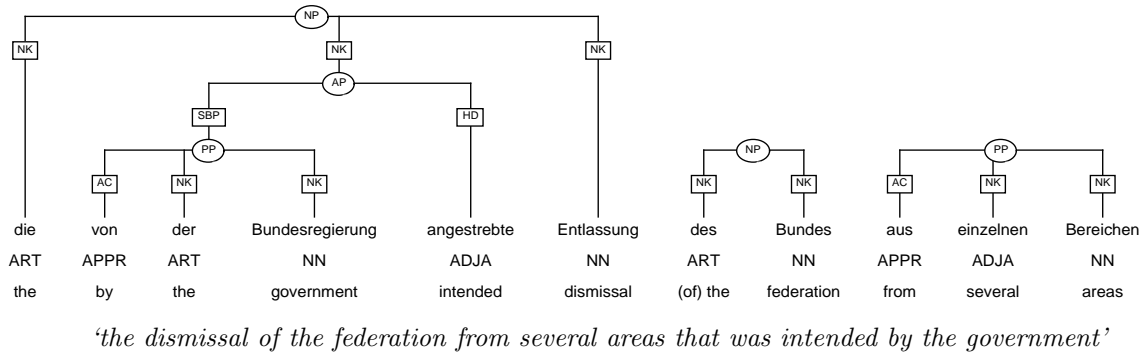 NP
NK NK NK
AP
SBP HD
PP NP PP
AC NK NK NK NK AC NK NK
die von der Bundesregierung angestrebte Entlassung des Bundes aus einzelnen Bereichen
ART APPR ART NN ADJA NN ART NN APPR ADJA NN
the by the government intended dismissal (of) the federation from several areas
‘the dismissal of the federation from several areas that was intended by the government’